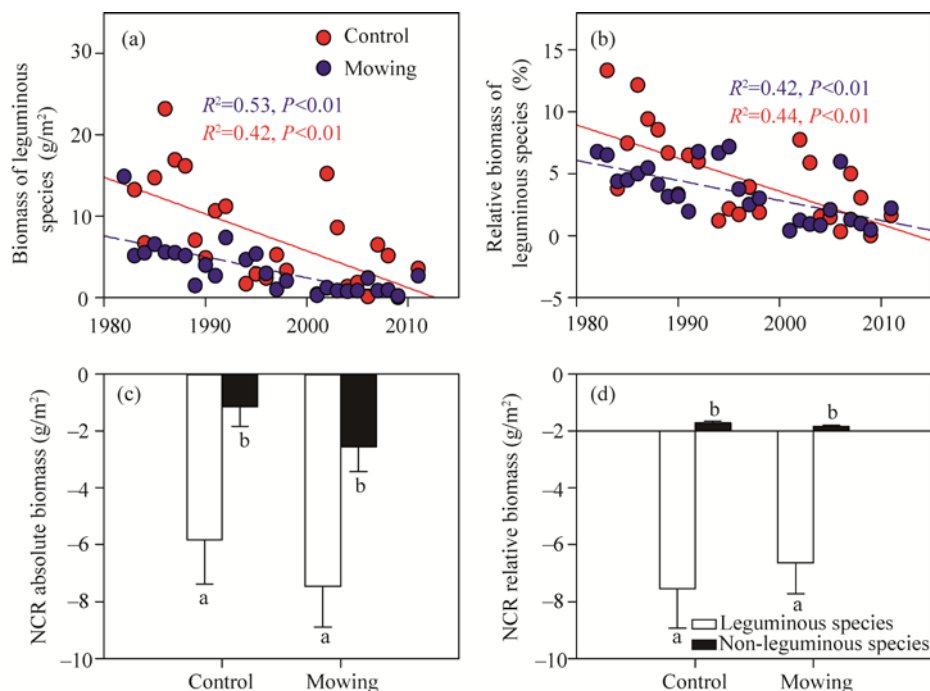 (a)
Control
Mowing
R²=0.53, P<0.01
R²=0.42, P<0.01
Biomass of leguminous
species (g/m²)
35
20
10
0
1980 1990 2000 2010
(b)
R²=0.42, P<0.01
R²=0.44, P<0.01
Relative biomass of
leguminous species (%)
15
10
5
0
−5
1980 1990 2000 2010
(c)
NCR absolute biomass (g/m²)
0
−2
−4
−6
−8
−10
a
b
a
b
Control Mowing
(d)
NCR relative biomass (g/m²)
0
−2
−4
−6
−8
−10
b
b
a
a
Leguminous species
Non-leguminous species
Control Mowing